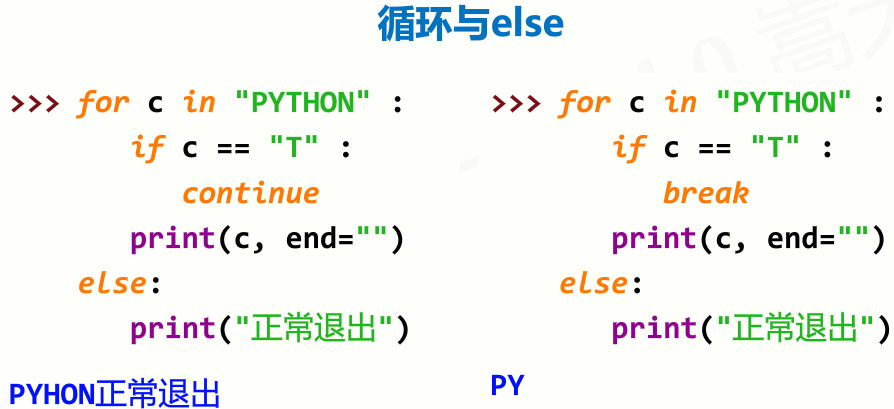 循环与else
>>> for c in "PYTHON" :
if c == "T" :
continue
print(c, end="")
else:
print("正常退出")
PYHON正常退出
>>> for c in "PYTHON" :
if c == "T" :
break
print(c, end="")
else:
print("正常退出")
PY